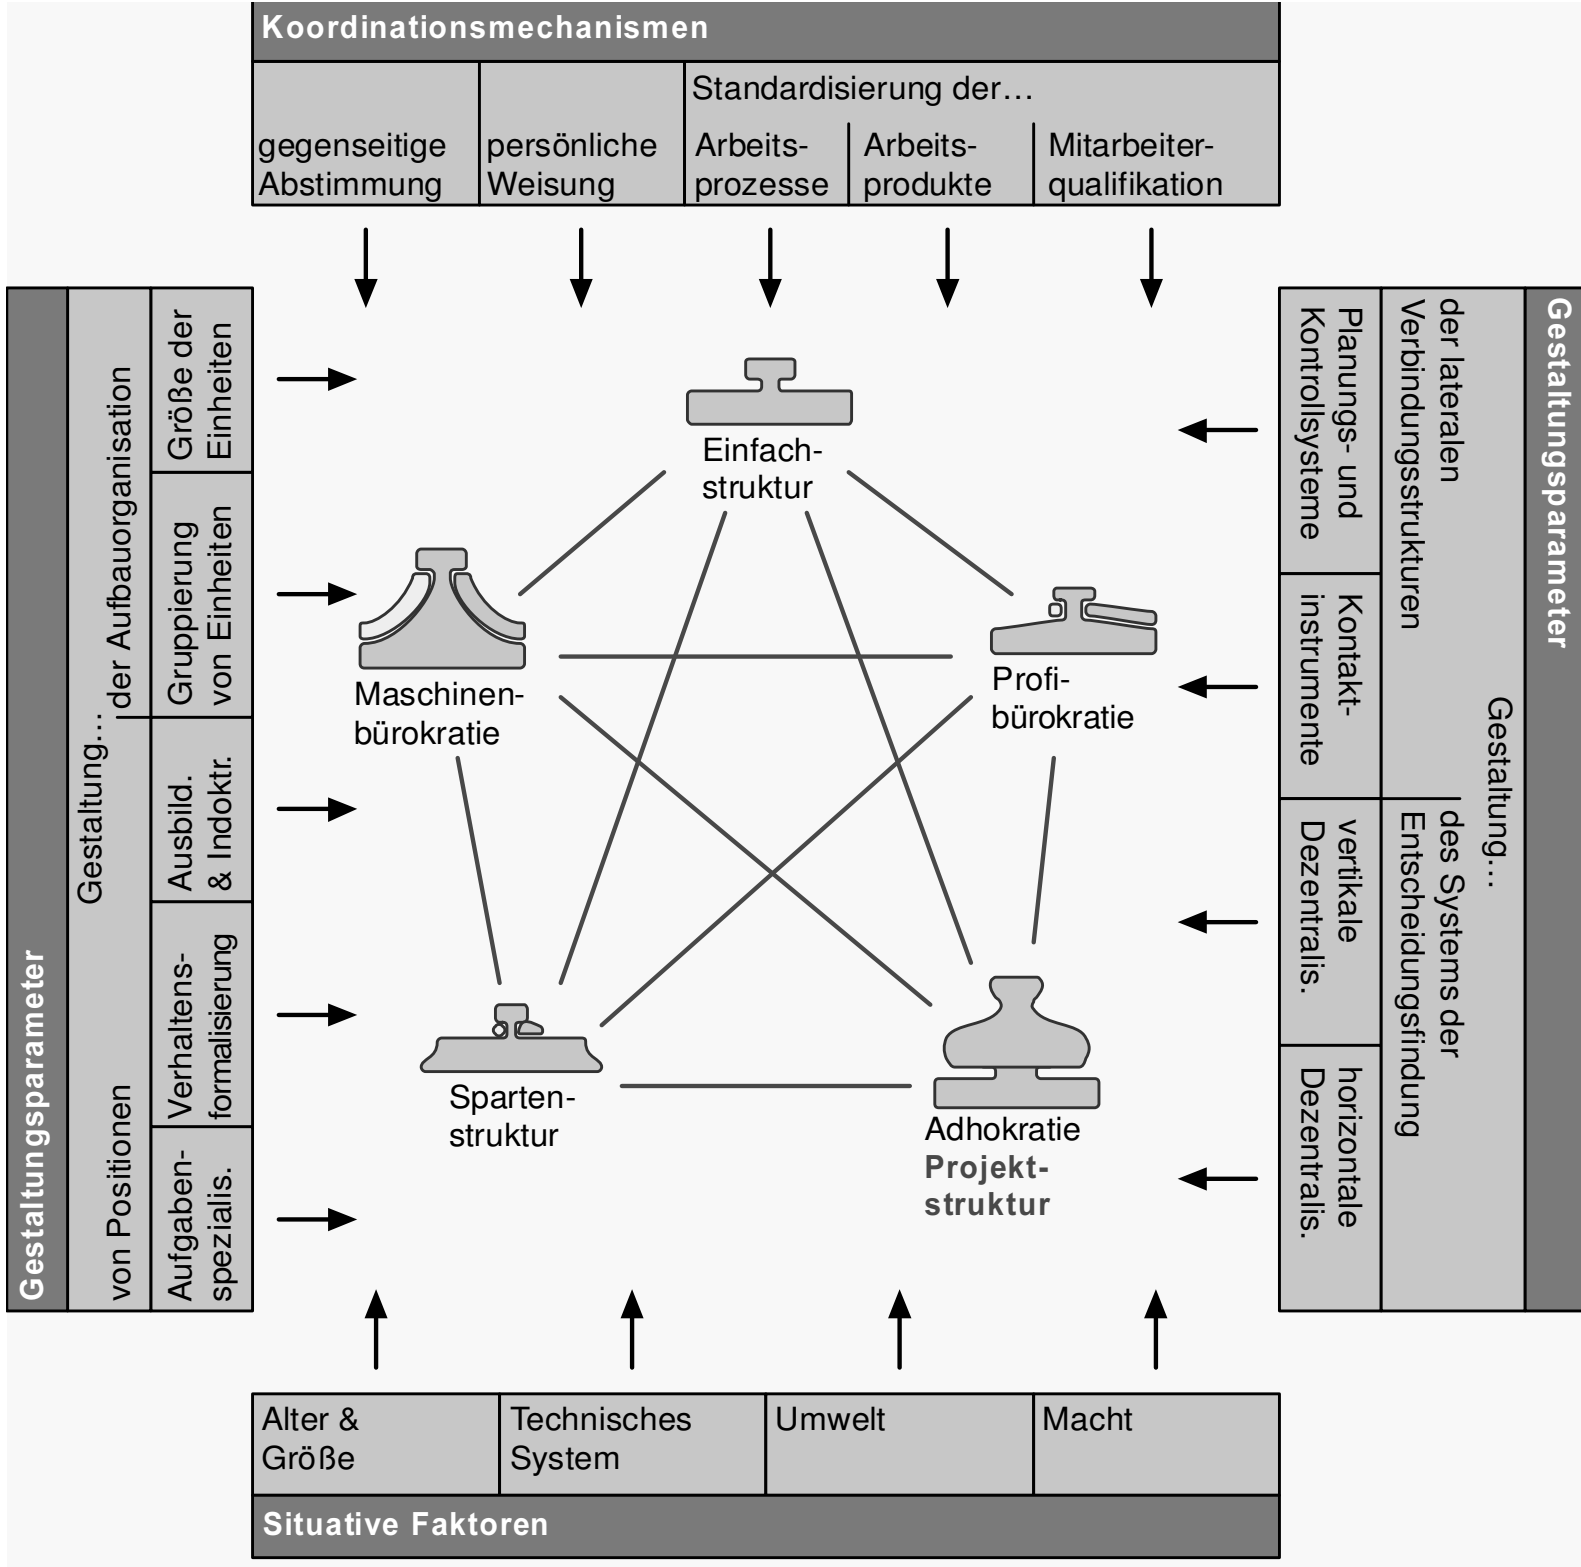 Koordinationsmechanismen
Standardisierung der…
gegenseitige
Abstimmung
persönliche
Weisung
Arbeits-
prozesse
Arbeits-
produkte
Mitarbeiter-
qualifikation
Gestaltungsparameter
Gestaltung…
der Aufbauorganisation
Größe der
Einheiten
Gruppierung
von Einheiten
von Positionen
Ausbild.
& Indoktr.
Verhaltens-
formalisierung
Aufgaben-
spezialis.
Einfach-
struktur
Maschinen-
bürokratie
Profi-
bürokratie
Sparten-
struktur
Adhokratie
Projekt-
struktur
Gestaltungsparameter
Gestaltung…
der lateralen
Verbindungsstrukturen
Planungs- und
Kontrollsysteme
Kontakt-
instrumente
des Systems der
Entscheidungsfindung
vertikale
Dezentralis.
horizontale
Dezentralis.
Alter &
Größe
Technisches
System
Umwelt
Macht
Situative Faktoren